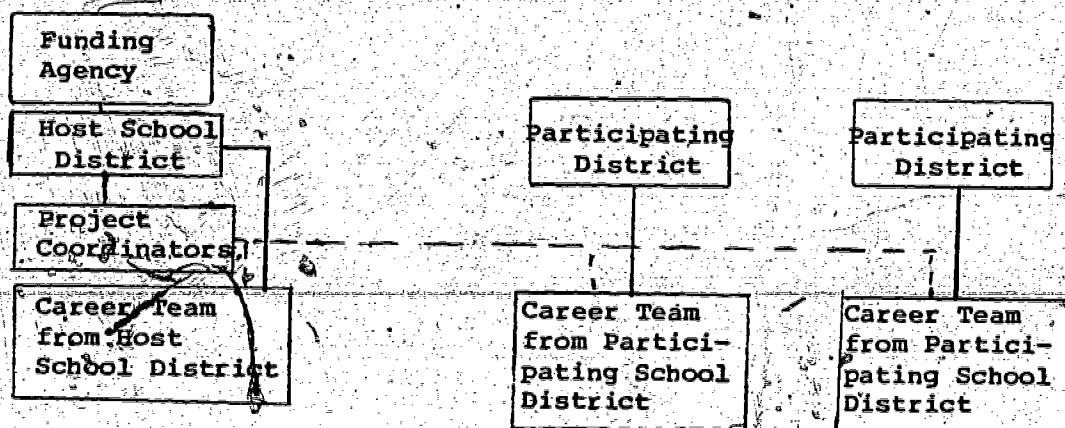 Funding
Agency
Host School
District
Project
Coordinators
Career Team
from Host
School District
Participating
District
Career Team
from Partici-
pating School
District
Participating
District
Career Team
from Partici-
pating School
District